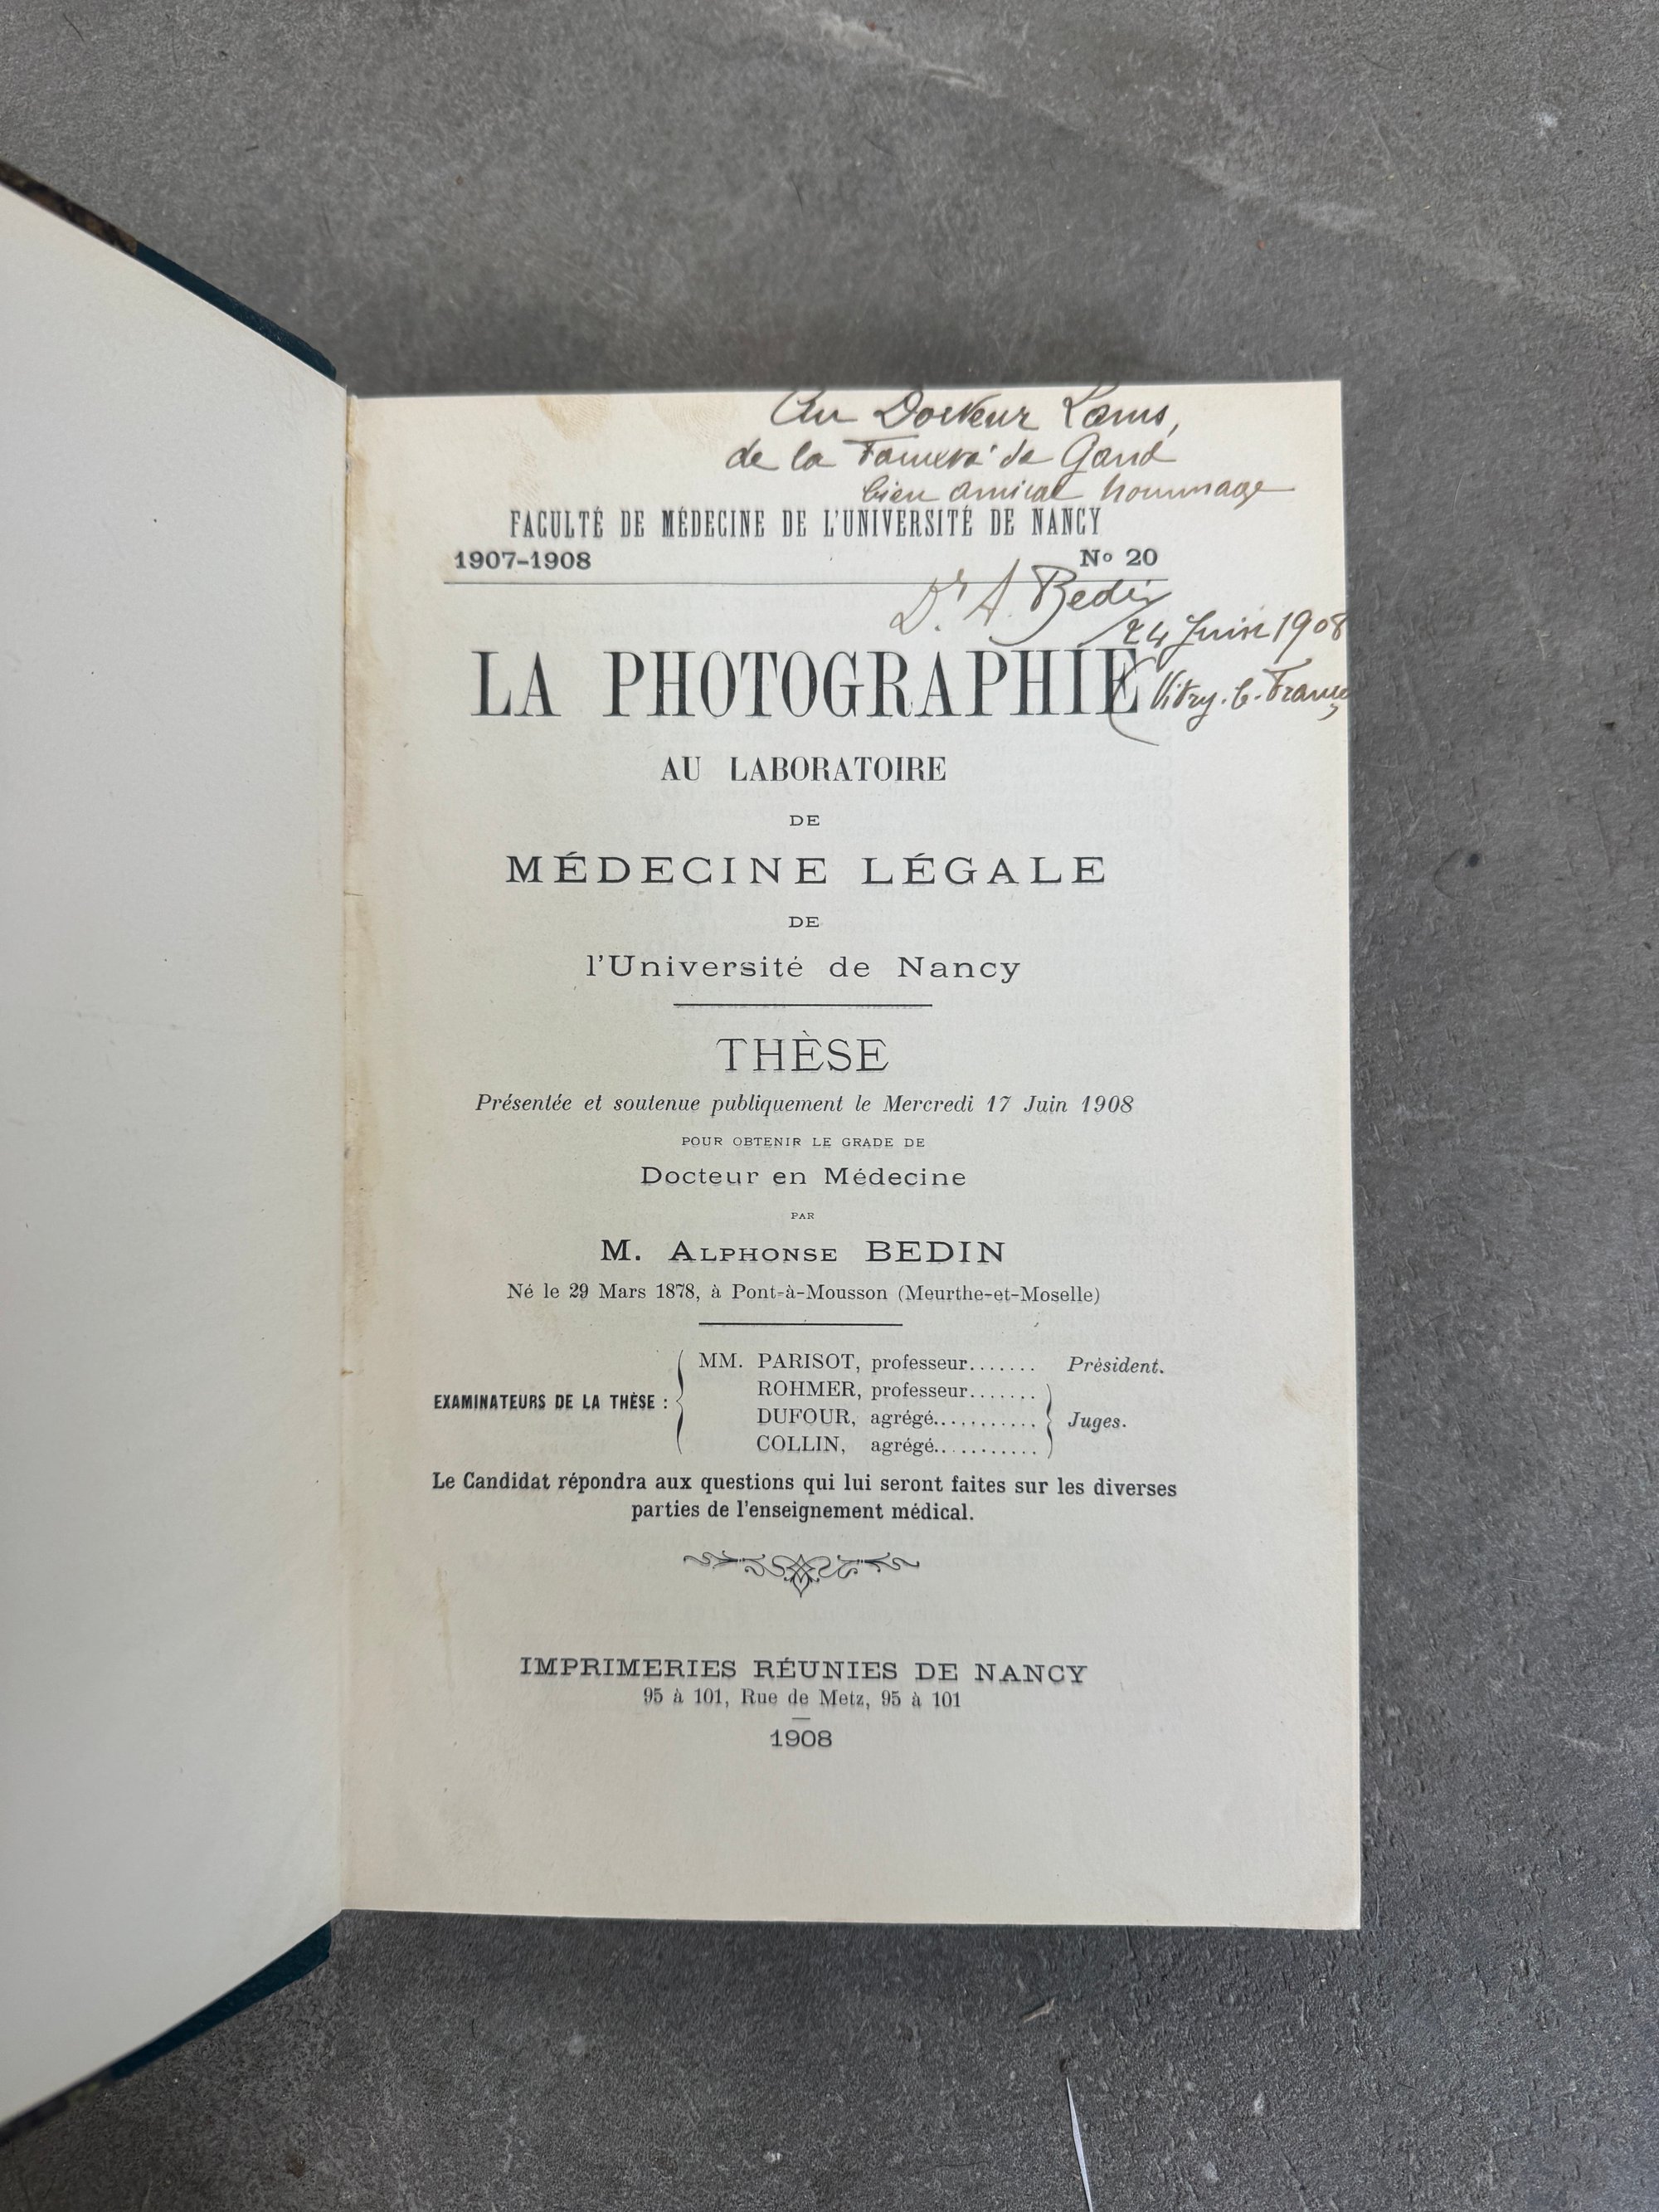 Au Docteur Lams,
de la Faculté de Gand
bien amical hommage
FACULTÉ DE MÉDECINE DE L'UNIVERSITÉ DE NANCY
1907-1908 No 20
Dr A. Bedin
24 Juin 1908
Vitry-l-Franç
LA PHOTOGRAPHIE
AU LABORATOIRE
DE
MÉDECINE LÉGALE
DE
l'Université de Nancy
THÈSE
Présentée et soutenue publiquement le Mercredi 17 Juin 1908
POUR OBTENIR LE GRADE DE
Docteur en Médecine
PAR
M. ALPHONSE BEDIN
Né le 29 Mars 1878, à Pont-à-Mousson (Meurthe-et-Moselle)
MM. PARISOT, professeur....... Président.
ROHMER, professeur.......
EXAMINATEURS DE LA THÈSE :
DUFOUR, agrégé........... Juges.
COLLIN, agrégé...........
Le Candidat répondra aux questions qui lui seront faites sur les diverses
parties de l'enseignement médical.
IMPRIMERIES RÉUNIES DE NANCY
95 à 101, Rue de Metz, 95 à 101
1908